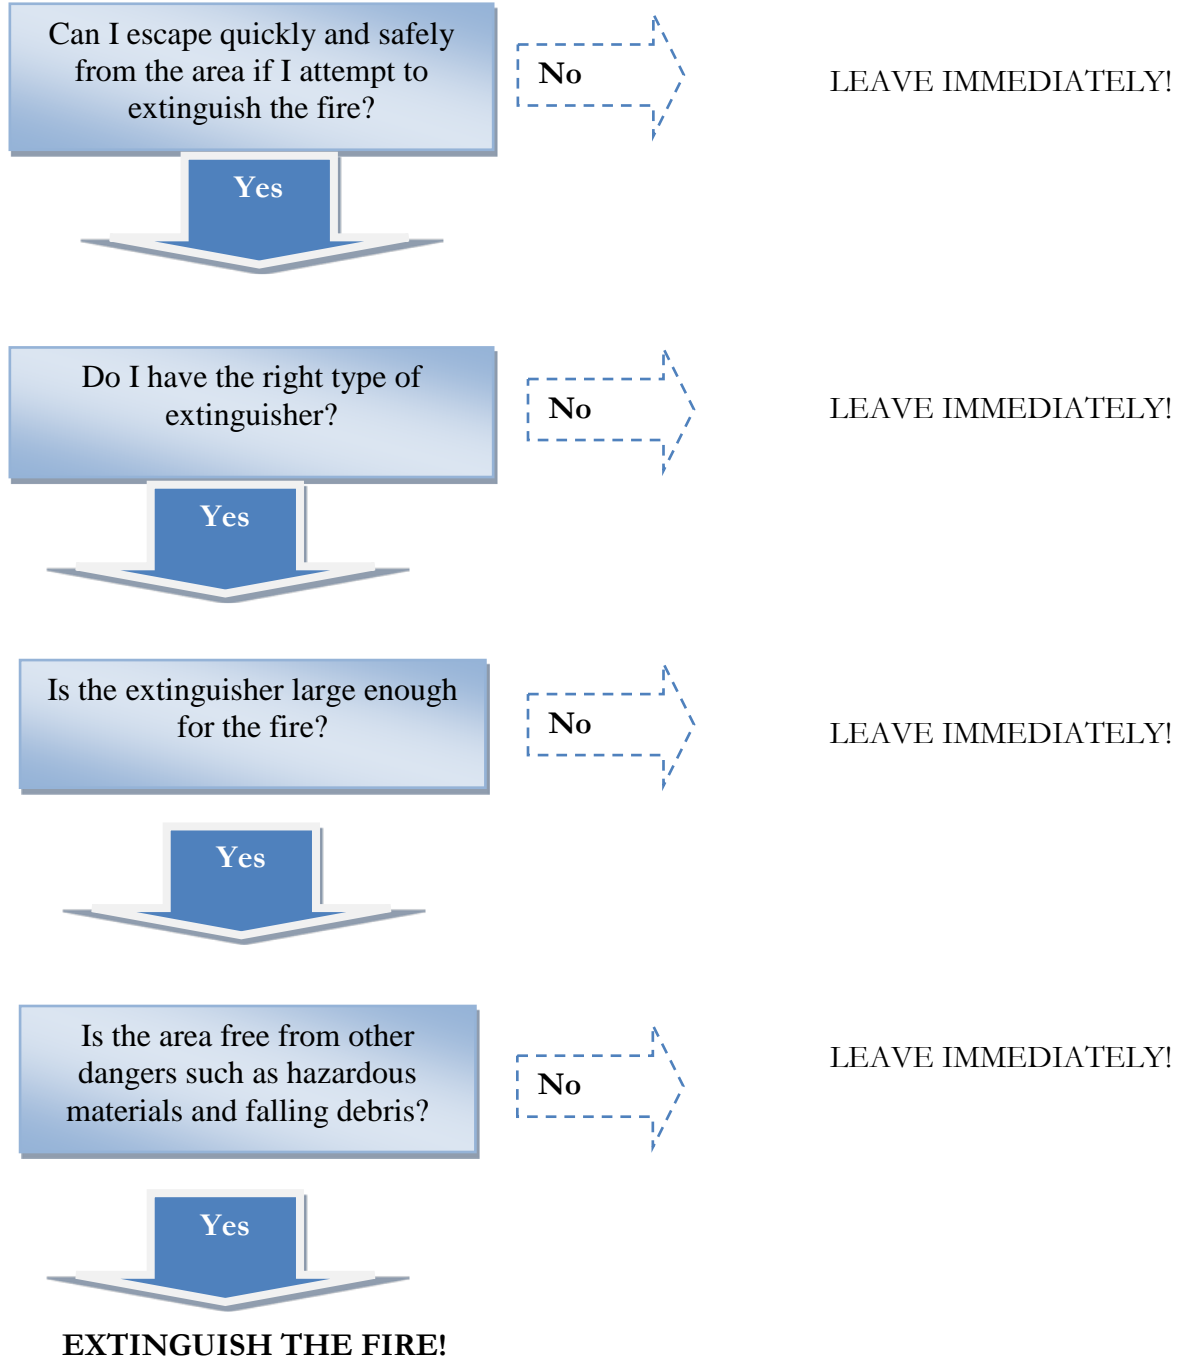 Can I escape quickly and safely
from the area if I attempt to
extinguish the fire?
No
LEAVE IMMEDIATELY!
Yes
Do I have the right type of
extinguisher?
No
LEAVE IMMEDIATELY!
Yes
Is the extinguisher large enough
for the fire?
No
LEAVE IMMEDIATELY!
Yes
Is the area free from other
dangers such as hazardous
materials and falling debris?
No
LEAVE IMMEDIATELY!
Yes
EXTINGUISH THE FIRE!